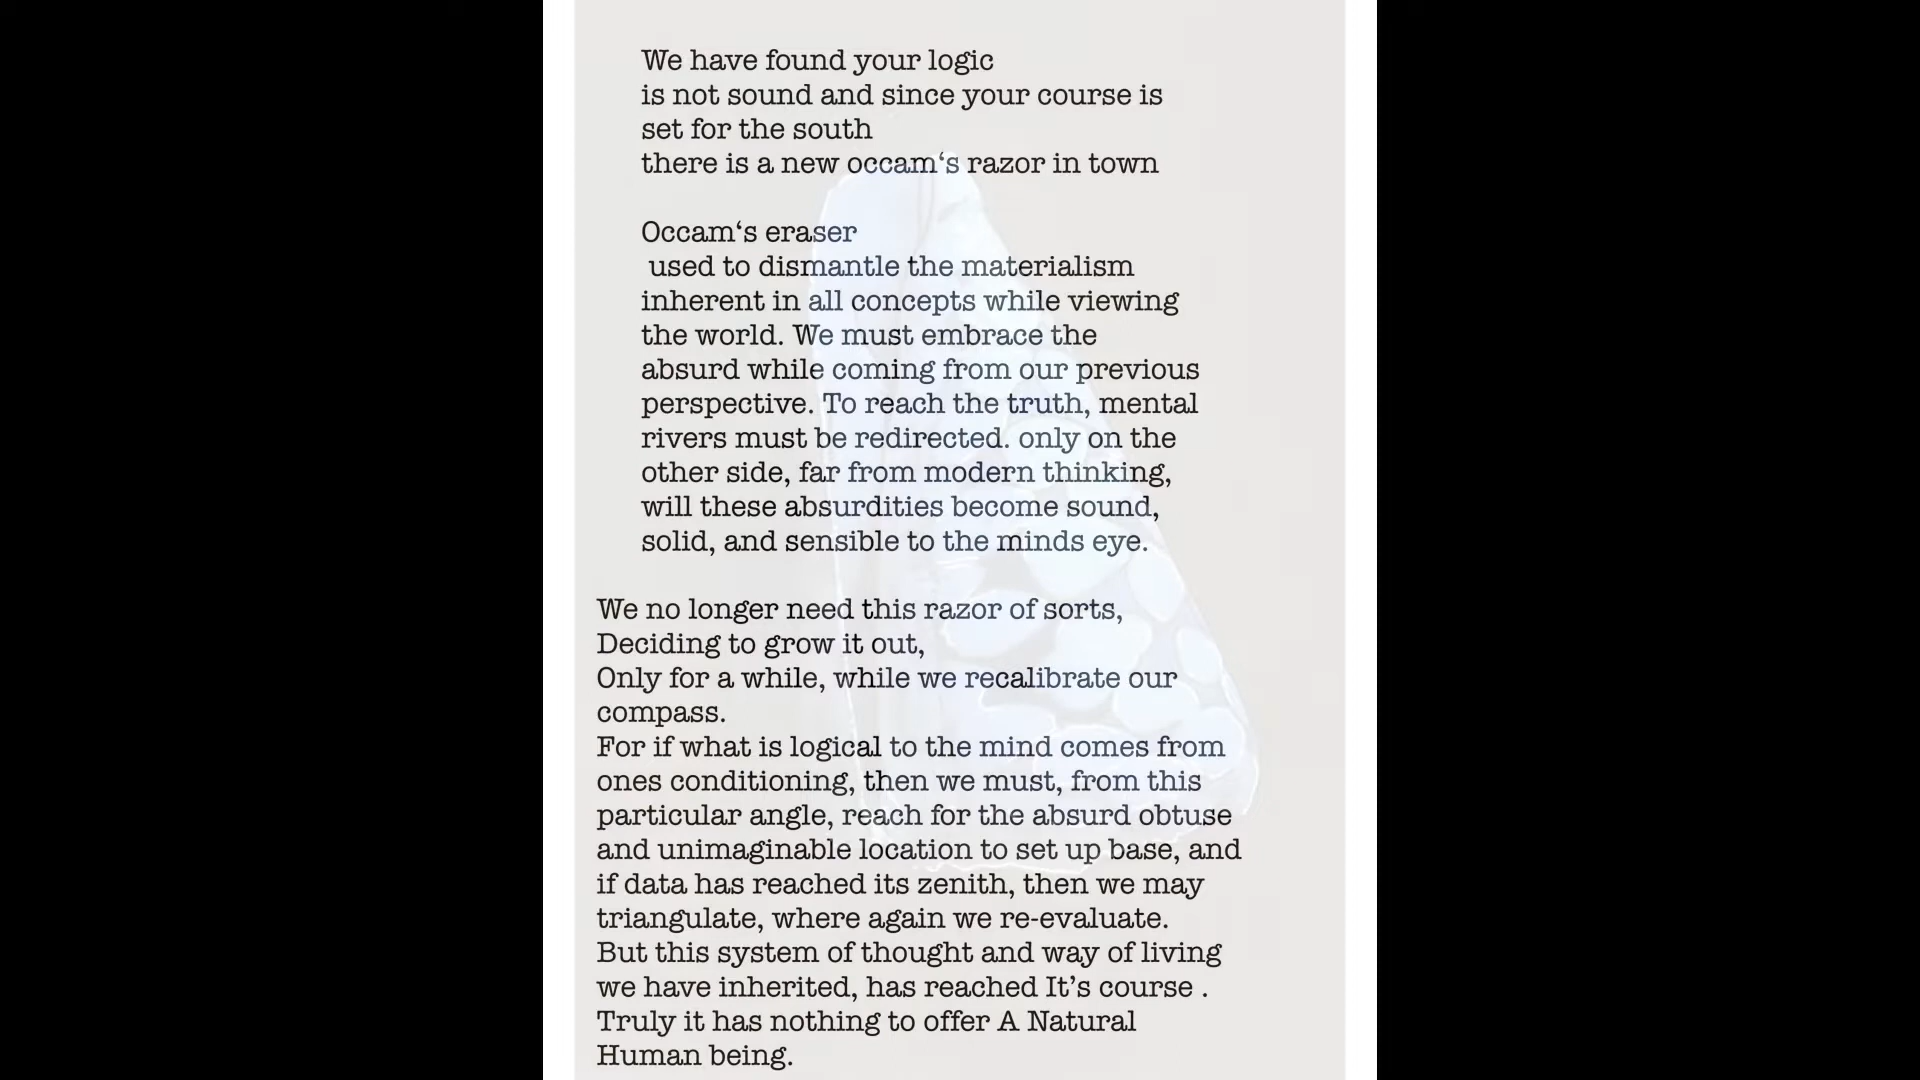 We have found your logic
is not sound and since your course is
set for the south
there is a new occam‘s razor in town
Occam‘s eraser
used to dismantle the materialism
inherent in all concepts while viewing
the world. We must embrace the
absurd while coming from our previous
perspective. To reach the truth, mental
rivers must be redirected. only on the
other side, far from modern thinking,
will these absurdities become sound,
solid, and sensible to the minds eye.
We no longer need this razor of sorts,
Deciding to grow it out,
Only for a while, while we recalibrate our
compass.
For if what is logical to the mind comes from
ones conditioning, then we must, from this
particular angle, reach for the absurd obtuse
and unimaginable location to set up base, and
if data has reached its zenith, then we may
triangulate, where again we re-evaluate.
But this system of thought and way of living
we have inherited, has reached It’s course .
Truly it has nothing to offer A Natural
Human being.